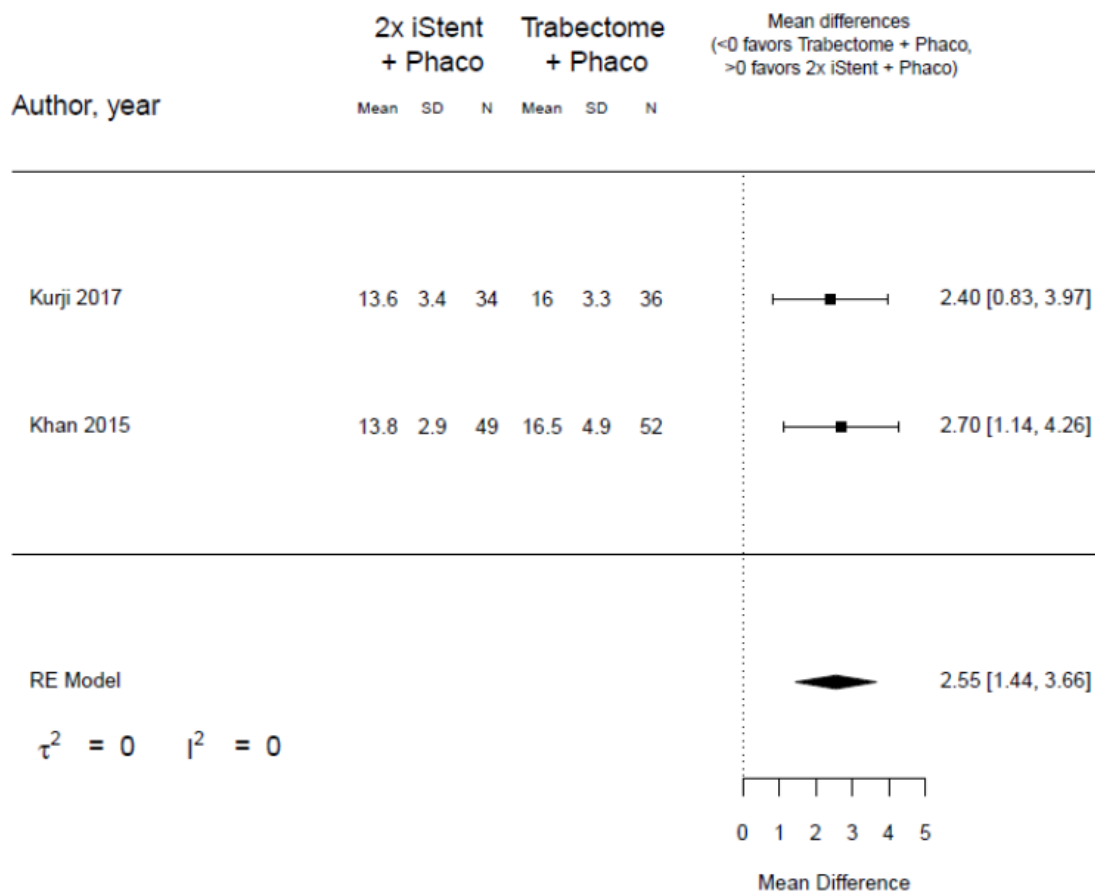 2x iStent + Phaco
Trabectome + Phaco
Mean differences
(<0 favors Trabectome + Phaco,
>0 favors 2x iStent + Phaco)
Author, year
Mean SD N Mean SD N
Kurji 2017 13.6 3.4 34 16 3.3 36 2.40 [0.83, 3.97]
Khan 2015 13.8 2.9 49 16.5 4.9 52 2.70 [1.14, 4.26]
RE Model 2.55 [1.44, 3.66]
τ² = 0 I² = 0
0 1 2 3 4 5
Mean Difference